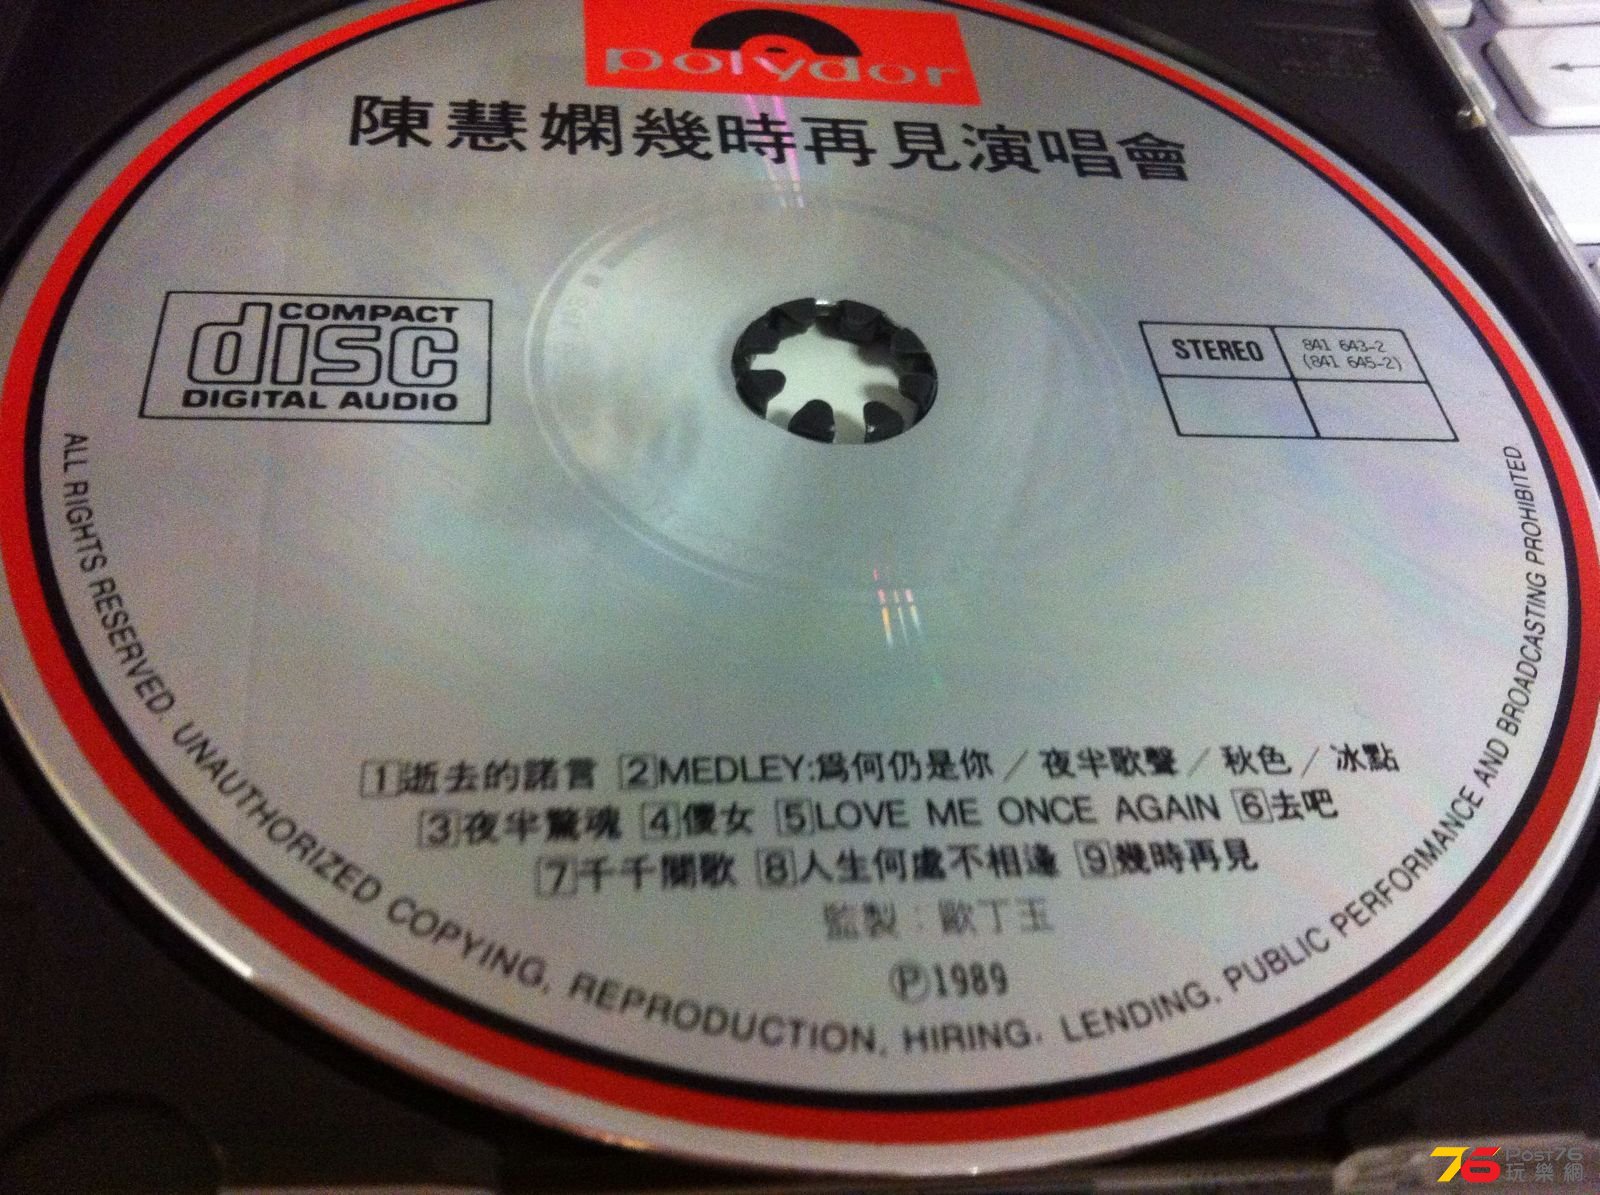 polydor
陳慧嫻幾時再見演唱會
COMPACT
disc
DIGITAL AUDIO
STEREO
841 643-2
(841 645-2)
1逝去的諾言 2MEDLEY:爲何仍是你／夜半歌聲／秋色／冰點
3夜半驚魂 4傻女 5LOVE ME ONCE AGAIN 6去吧
7千千闋歌 8人生何處不相逢 9幾時再見
監製：歐丁玉
Ⓟ1989
ALL RIGHTS RESERVED. UNAUTHORIZED COPYING, REPRODUCTION, HIRING, LENDING, PUBLIC PERFORMANCE AND BROADCASTING PROHIBITED
76 Post76
玩樂網